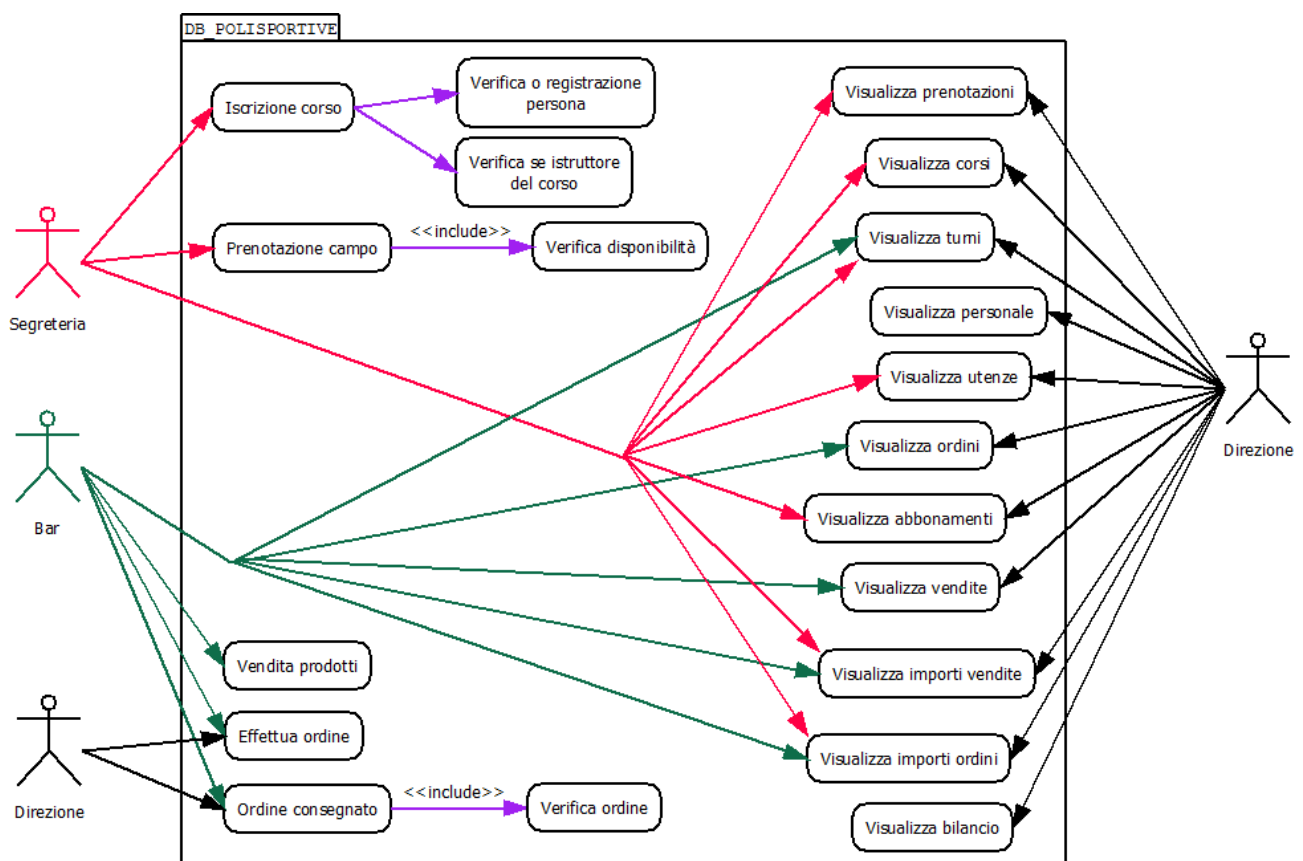 DB_POLISPORTIVE
Iscrizione corso
Verifica o registrazione
persona
Verifica se istruttore
del corso
Prenotazione campo
<<include>>
Verifica disponibilità
Segreteria
Bar
Vendita prodotti
Effettua ordine
Ordine consegnato
<<include>>
Verifica ordine
Direzione
Visualizza prenotazioni
Visualizza corsi
Visualizza turni
Visualizza personale
Visualizza utenze
Visualizza ordini
Visualizza abbonamenti
Visualizza vendite
Visualizza importi vendite
Visualizza importi ordini
Visualizza bilancio
Direzione